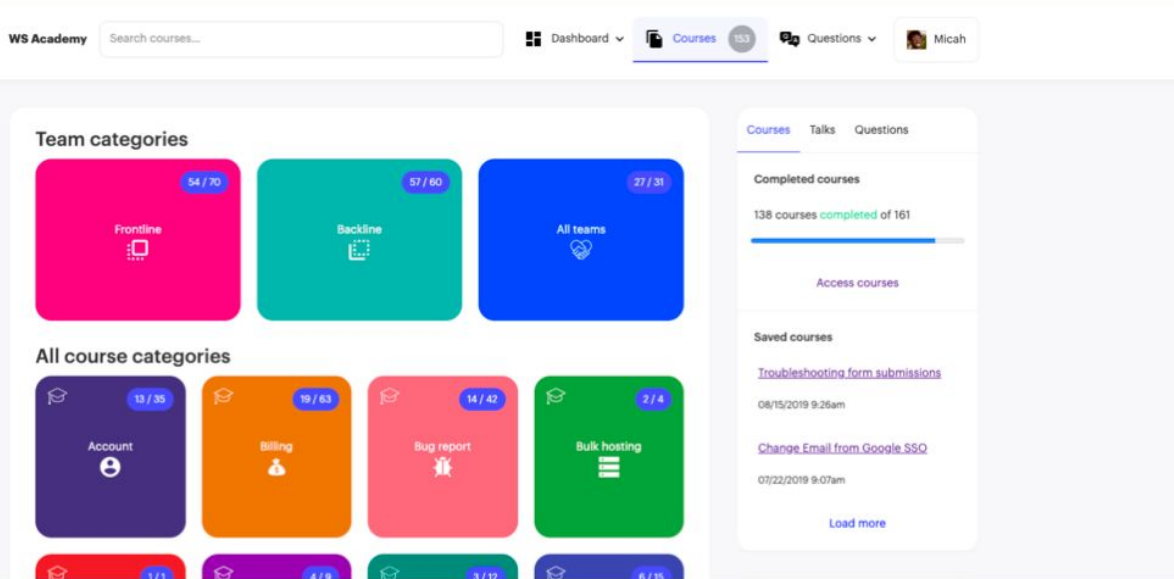 WS Academy
Search courses...
Dashboard
Courses 153
Questions
Micah
Team categories
54 / 70
Frontline
57 / 60
Backline
27 / 31
All teams
All course categories
13 / 35
Account
19 / 63
Billing
14 / 42
Bug report
2 / 4
Bulk hosting
1 / 1
4 / 9
3 / 12
6 / 15
Courses Talks Questions
Completed courses
138 courses completed of 161
Access courses
Saved courses
Troubleshooting form submissions
08/15/2019 9:26am
Change Email from Google SSO
07/22/2019 9:07am
Load more